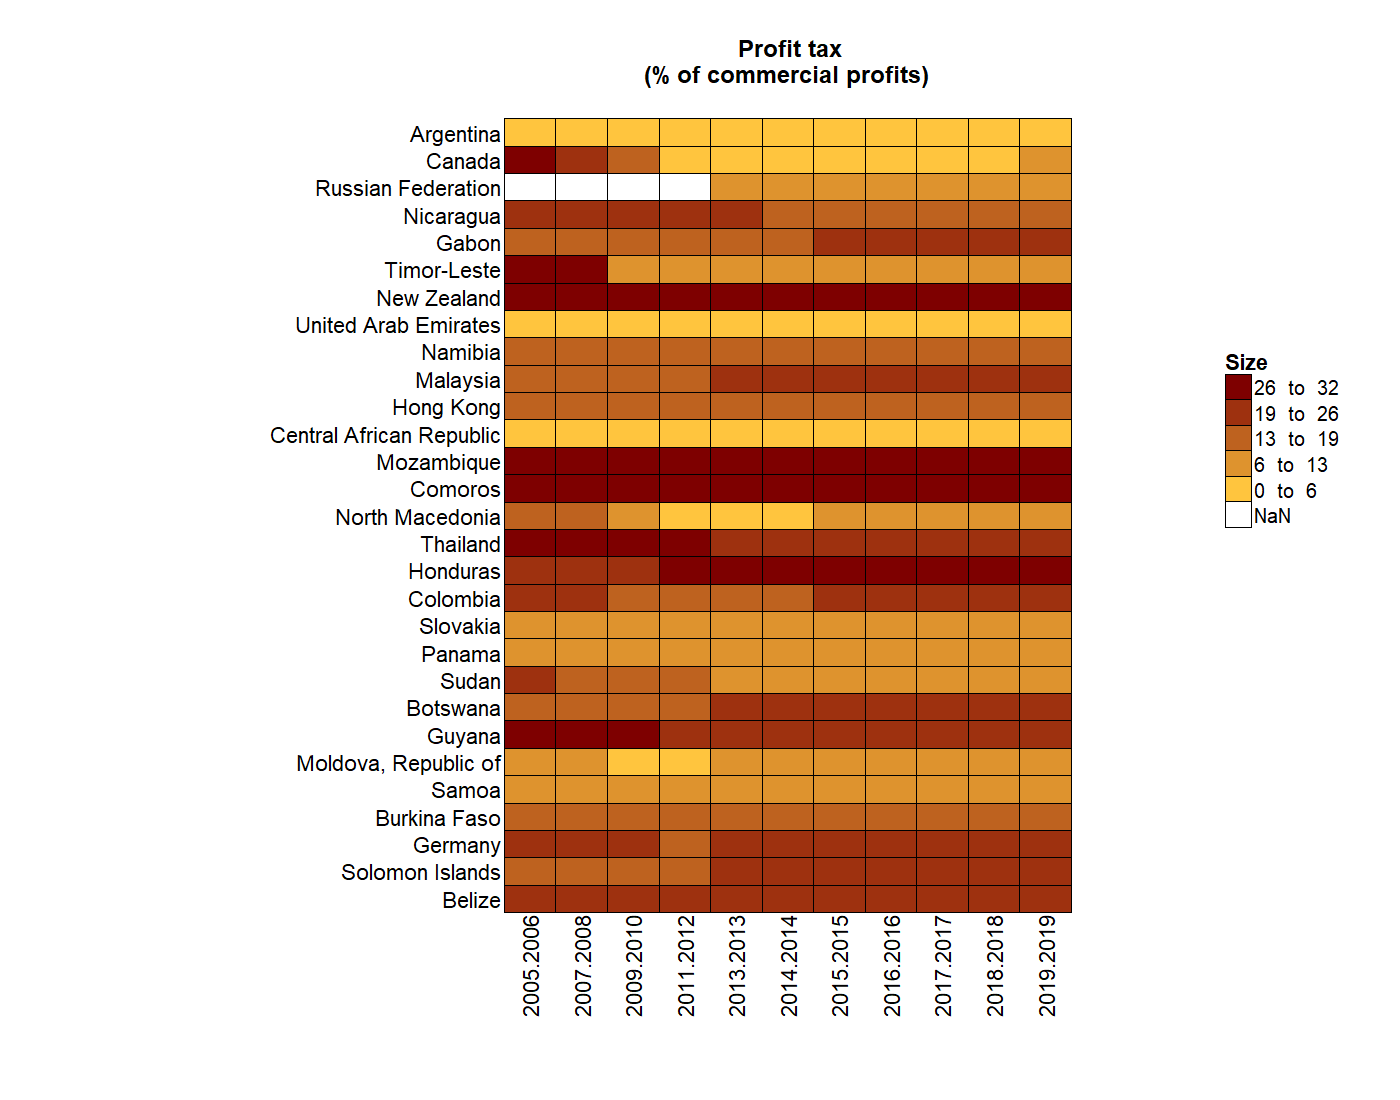 Profit tax
(% of commercial profits)
Argentina
Canada
Russian Federation
Nicaragua
Gabon
Timor-Leste
New Zealand
United Arab Emirates
Namibia
Malaysia
Hong Kong
Central African Republic
Mozambique
Comoros
North Macedonia
Thailand
Honduras
Colombia
Slovakia
Panama
Sudan
Botswana
Guyana
Moldova, Republic of
Samoa
Burkina Faso
Germany
Solomon Islands
Belize
2005.2006
2007.2008
2009.2010
2011.2012
2013.2013
2014.2014
2015.2015
2016.2016
2017.2017
2018.2018
2019.2019
Size
26 to 32
19 to 26
13 to 19
6 to 13
0 to 6
NaN